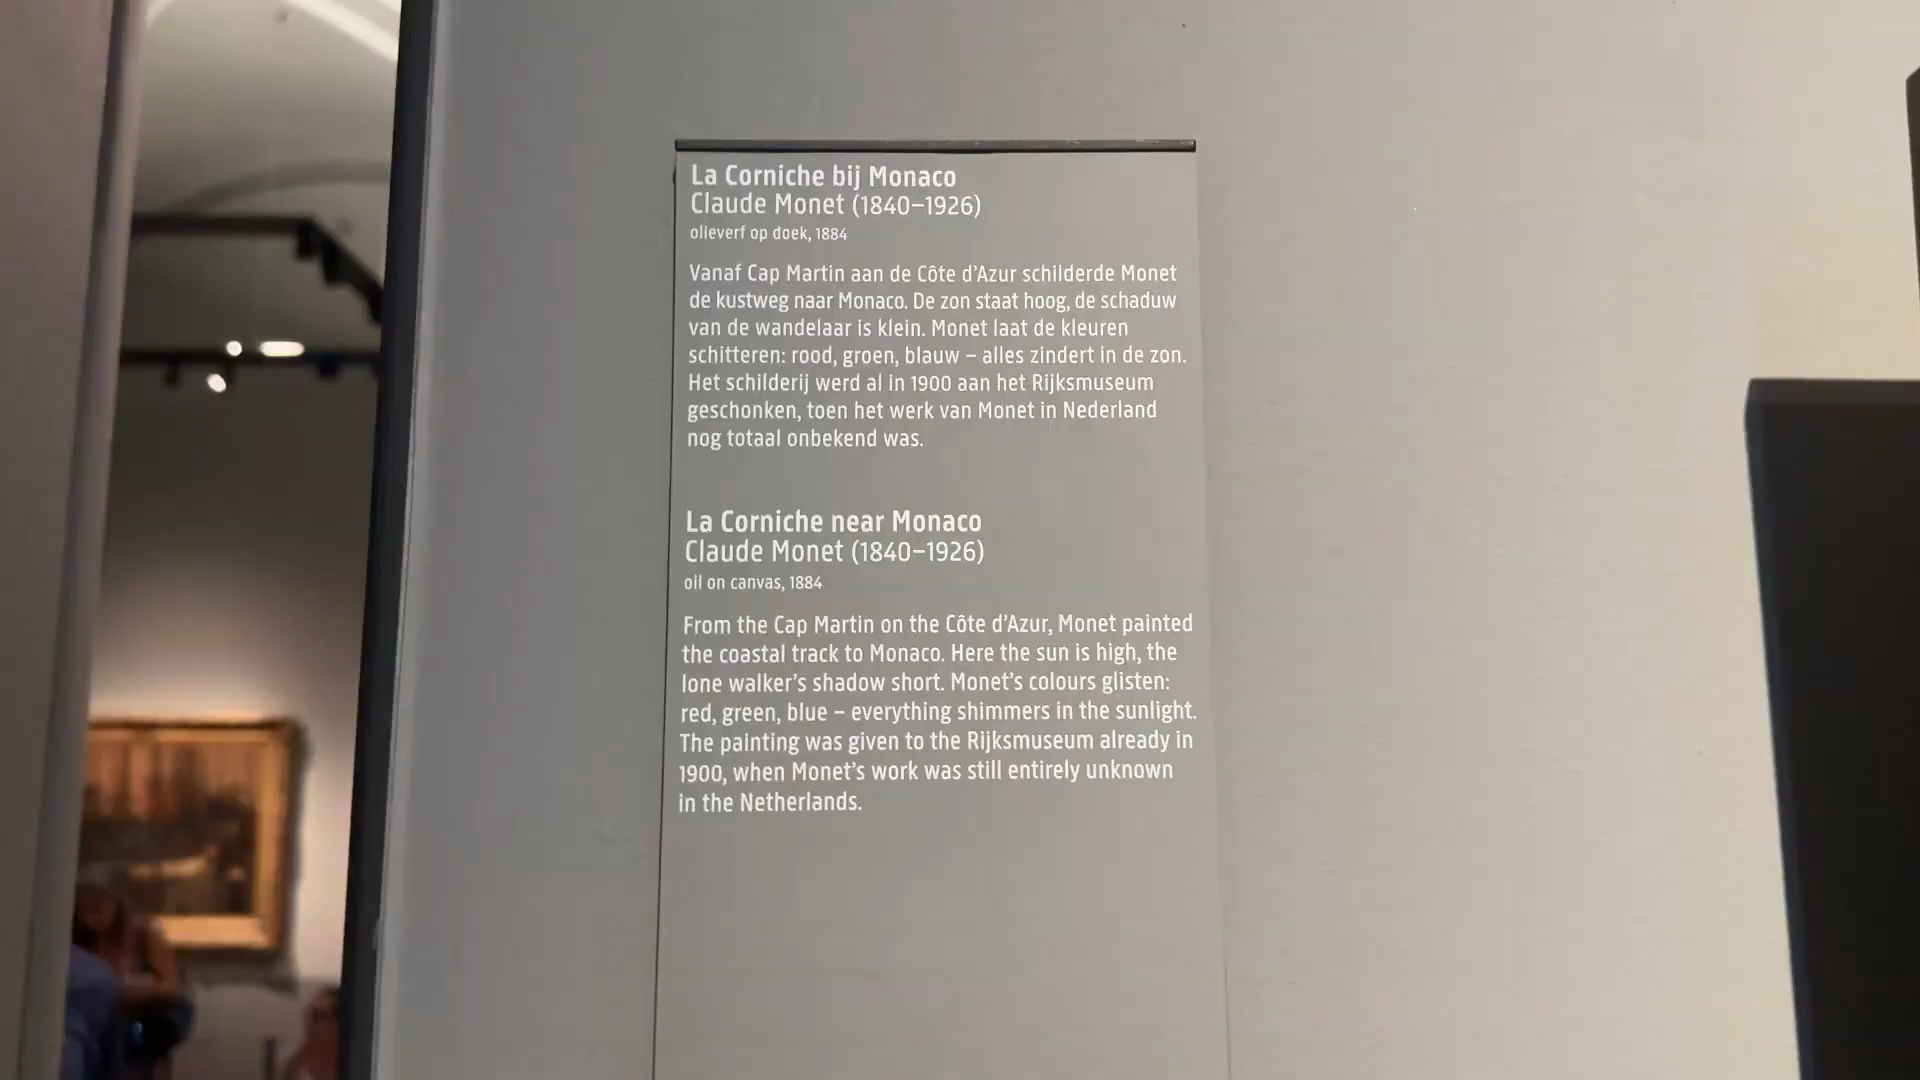 La Corniche bij Monaco
Claude Monet (1840–1926)
olieverf op doek, 1884
Vanaf Cap Martin aan de Côte d’Azur schilderde Monet
de kustweg naar Monaco. De zon staat hoog, de schaduw
van de wandelaar is klein. Monet laat de kleuren
schitteren: rood, groen, blauw – alles zindert in de zon.
Het schilderij werd al in 1900 aan het Rijksmuseum
geschonken, toen het werk van Monet in Nederland
nog totaal onbekend was.
La Corniche near Monaco
Claude Monet (1840–1926)
oil on canvas, 1884
From the Cap Martin on the Côte d’Azur, Monet painted
the coastal track to Monaco. Here the sun is high, the
lone walker’s shadow short. Monet’s colours glisten:
red, green, blue – everything shimmers in the sunlight.
The painting was given to the Rijksmuseum already in
1900, when Monet’s work was still entirely unknown
in the Netherlands.